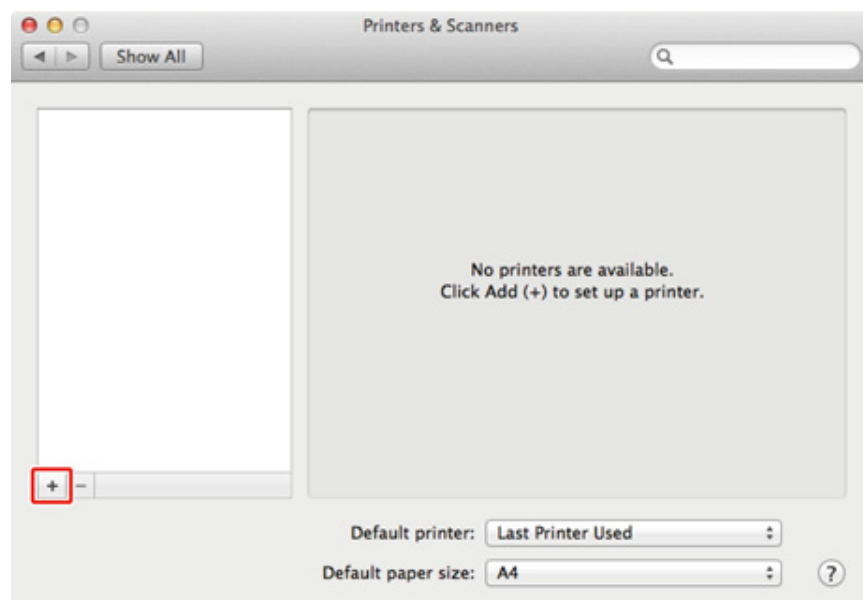 Printers & Scanners
Show All
No printers are available.
Click Add (+) to set up a printer.
+ −
Default printer: Last Printer Used
Default paper size: A4 ?